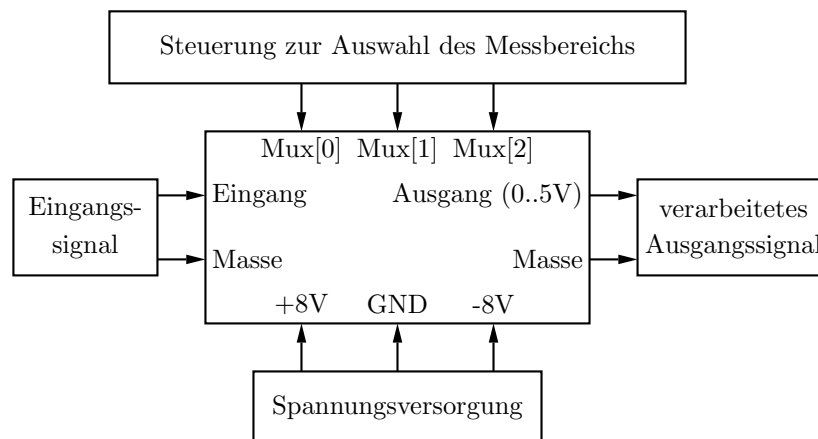 Steuerung zur Auswahl des Messbereichs
Mux[0] Mux[1] Mux[2]
Eingangs-
signal
Eingang
Masse
Ausgang (0..5V)
Masse
verarbeitetes
Ausgangssignal
+8V GND -8V
Spannungsversorgung